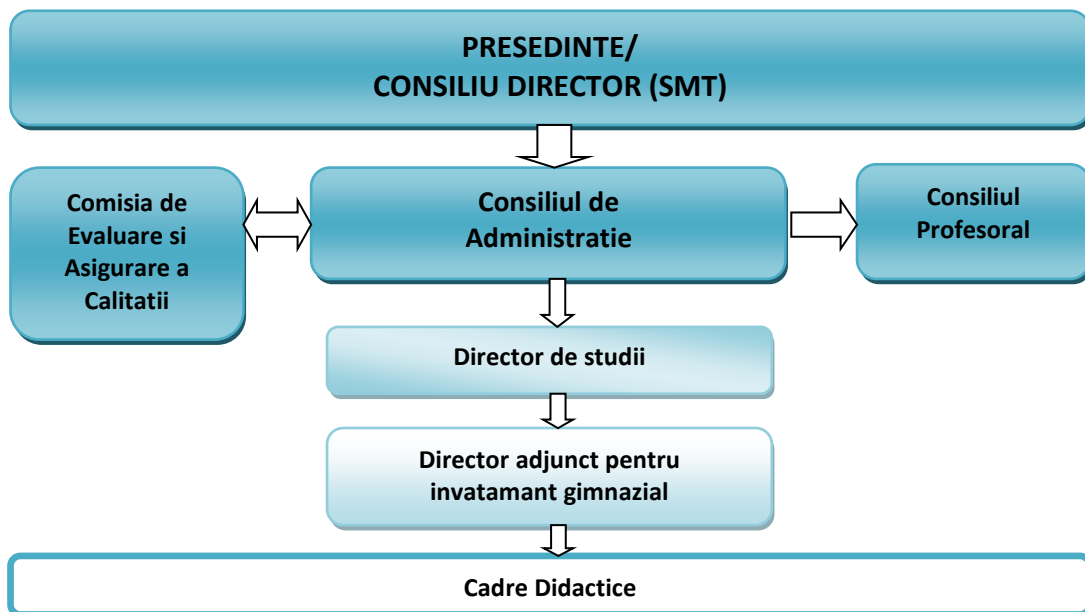 PRESEDINTE/
CONSILIU DIRECTOR (SMT)
Comisia de
Evaluare si
Asigurare a
Calitatii
Consiliul de
Administratie
Consiliul
Profesoral
Director de studii
Director adjunct pentru
invatamant gimnazial
Cadre Didactice